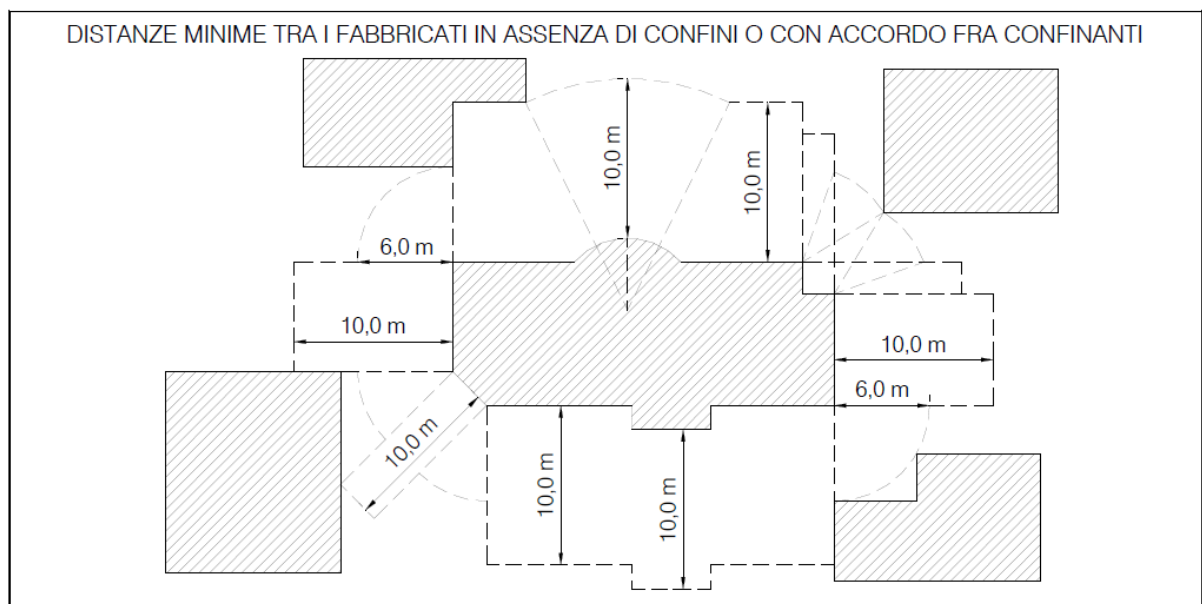 DISTANZE MINIME TRA I FABBRICATI IN ASSENZA DI CONFINI O CON ACCORDO FRA CONFINANTI
10,0 m
10,0 m
6,0 m
10,0 m
10,0 m
6,0 m
10,0 m
10,0 m
10,0 m